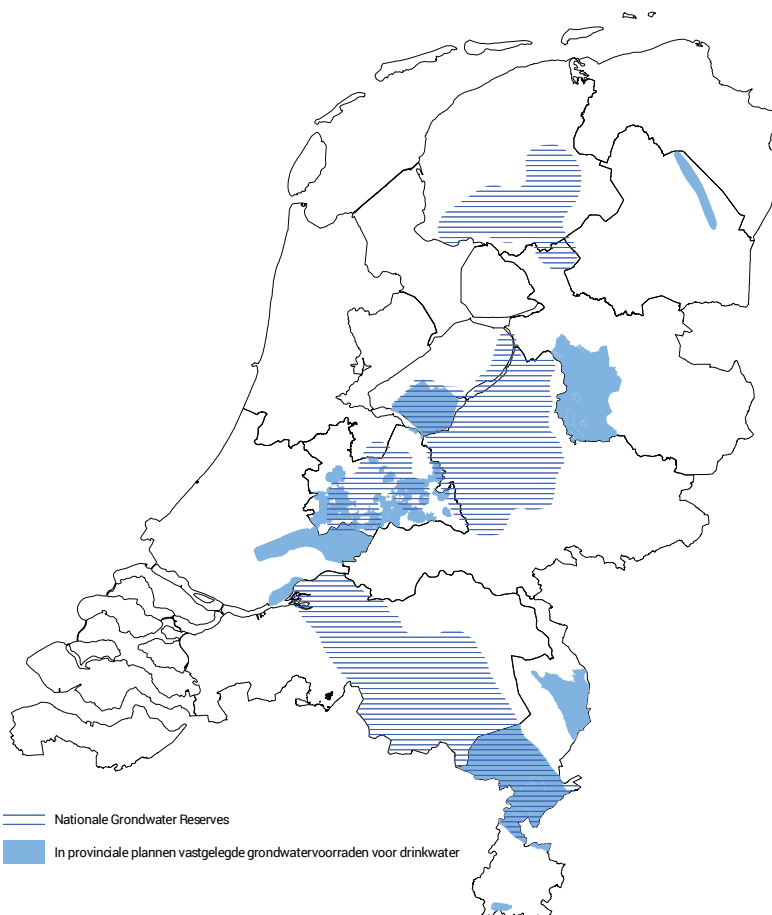 Nationale Grondwater Reserves
In provinciale plannen vastgelegde grondwatervoorraden voor drinkwater